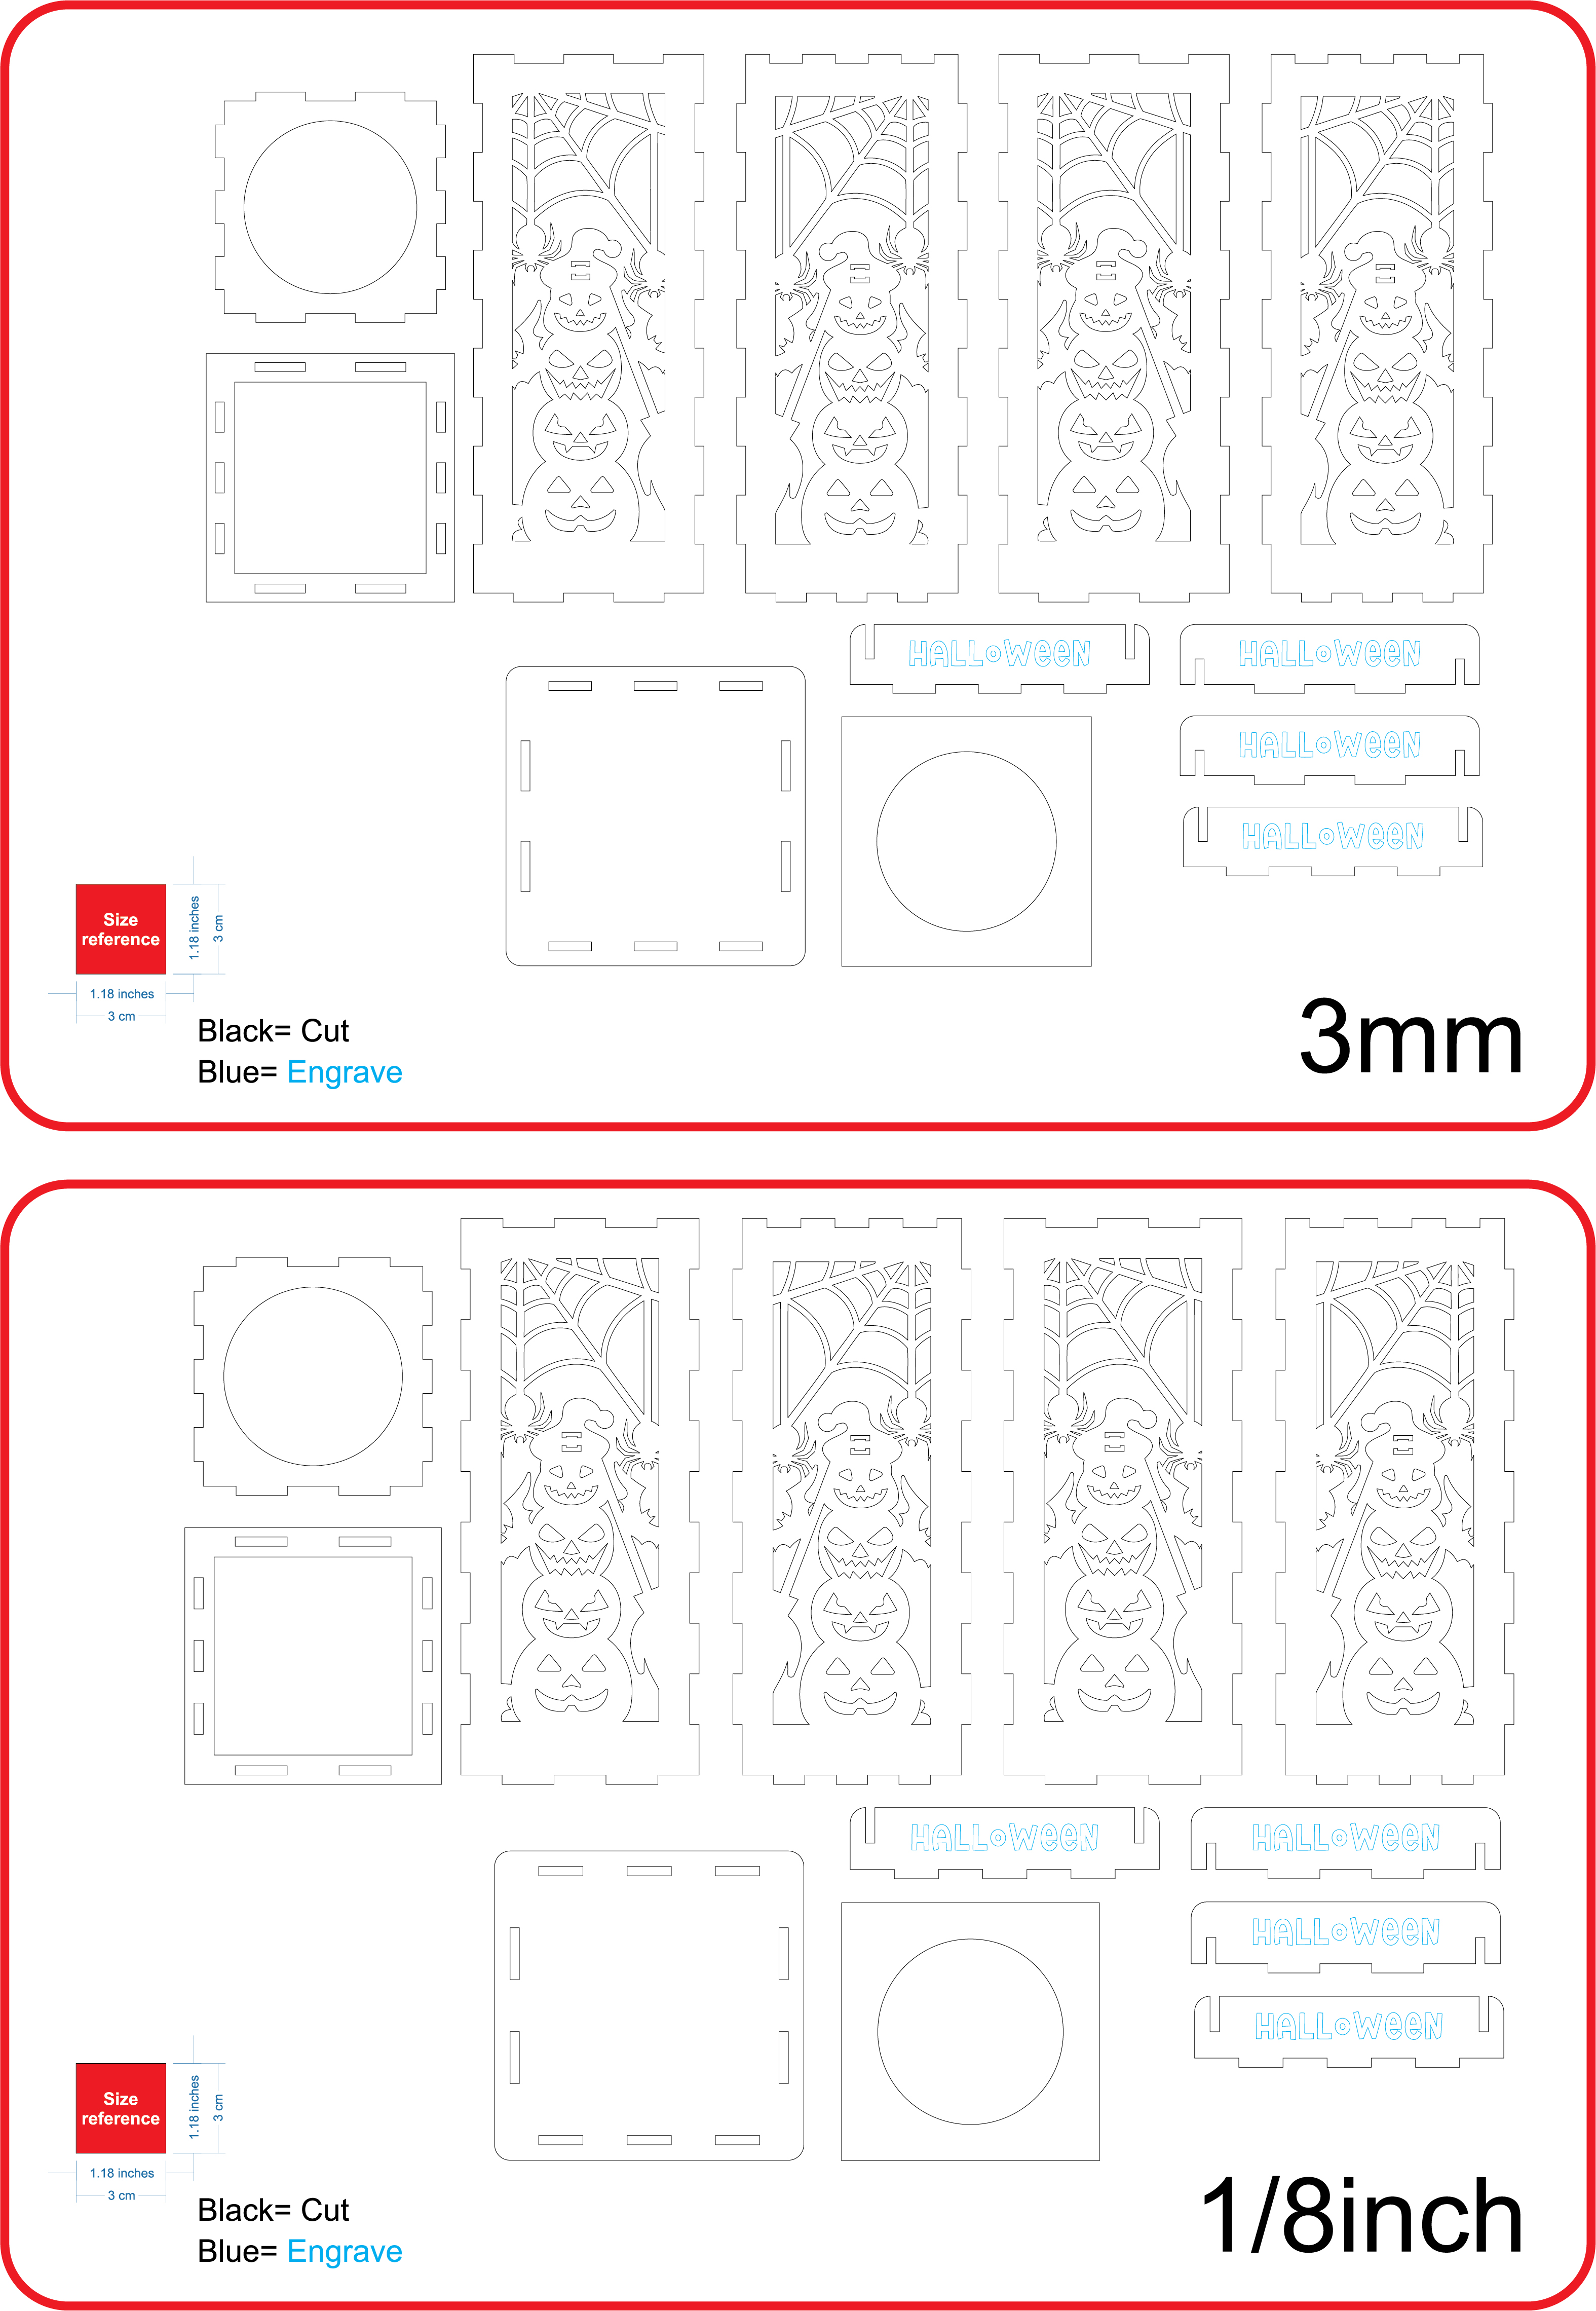 HALLoWeeN
HALLoWeeN
HALLoWeeN
HALLoWeeN
Size
reference
1.18 inches
3 cm
1.18 inches
3 cm
Black= Cut
Blue= Engrave
3mm
HALLoWeeN
HALLoWeeN
HALLoWeeN
HALLoWeeN
Size
reference
1.18 inches
3 cm
1.18 inches
3 cm
Black= Cut
Blue= Engrave
1/8inch